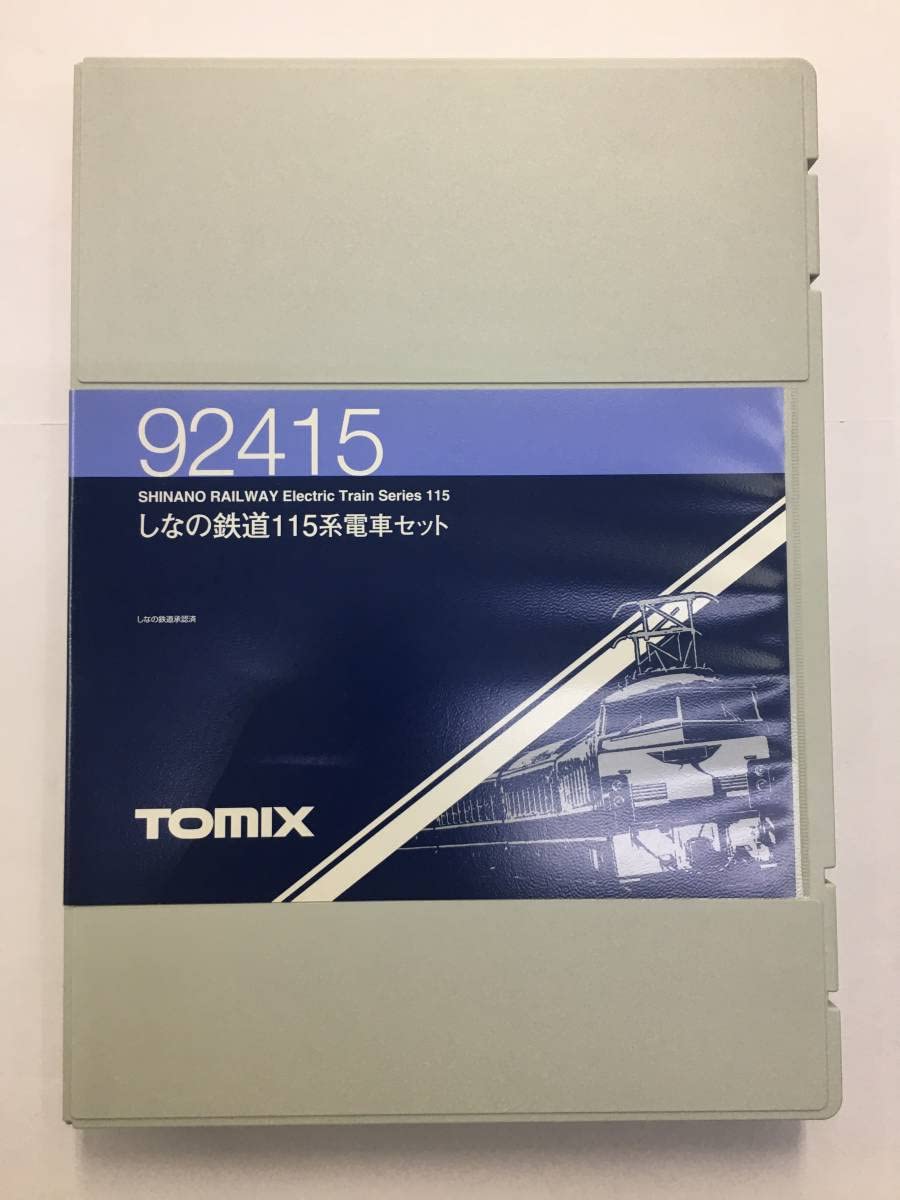 92415
SHINANO RAILWAY Electric Train Series 115
しなの鉄道115系電車セット
しなの鉄道承認済
TOMIX